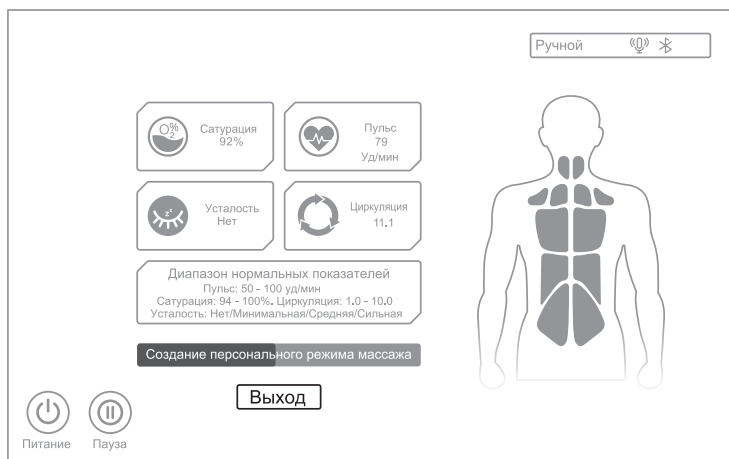 Ручной
O₂%
Сатурация
92%
Пульс
79
Уд/мин
zᶻ
Усталость
Нет
Циркуляция
11.1
Диапазон нормальных показателей
Пульс: 50 - 100 уд/мин
Сатурация: 94 - 100%. Циркуляция: 1.0 - 10.0
Усталость: Нет/Минимальная/Средняя/Сильная
Создание персонального режима массажа
Выход
Питание
Пауза